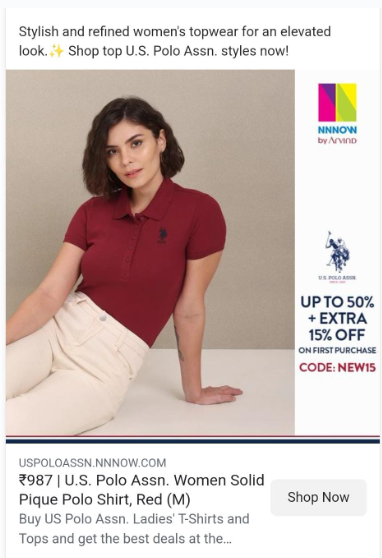 Stylish and refined women's topwear for an elevated
look.✨ Shop top U.S. Polo Assn. styles now!
NNNOW
by ARVIND
U.S. POLO ASSN.
UP TO 50%
+ EXTRA
15% OFF
ON FIRST PURCHASE
CODE: NEW15
USPOLOASSN.NNNOW.COM
₹987 | U.S. Polo Assn. Women Solid
Pique Polo Shirt, Red (M)
Shop Now
Buy US Polo Assn. Ladies' T-Shirts and
Tops and get the best deals at the...